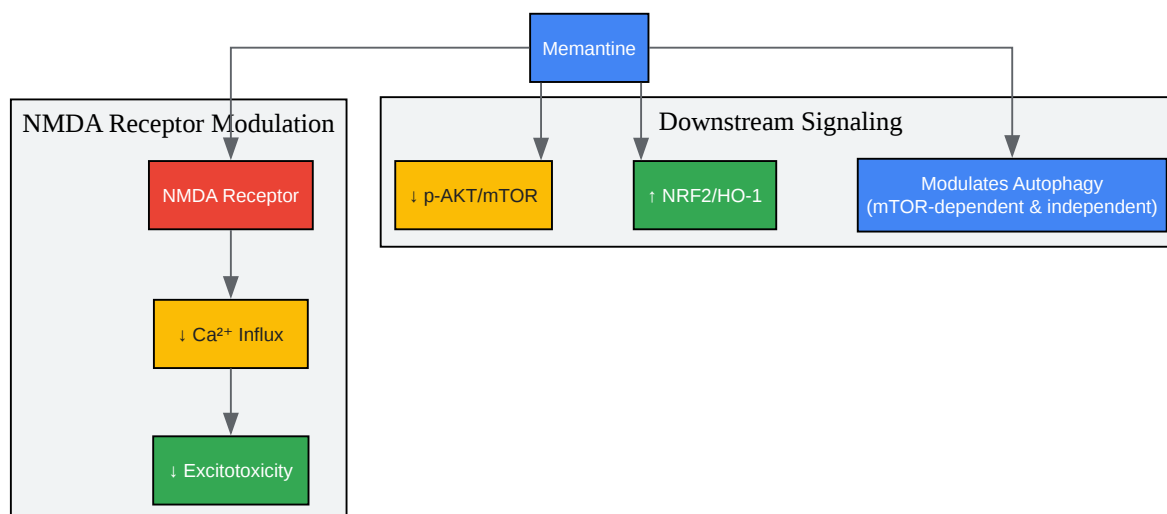 Memantine
NMDA Receptor Modulation
Downstream Signaling
NMDA Receptor
↓ p-AKT/mTOR
↑ NRF2/HO-1
Modulates Autophagy
(mTOR-dependent & independent)
↓ Ca²⁺ Influx
↓ Excitotoxicity